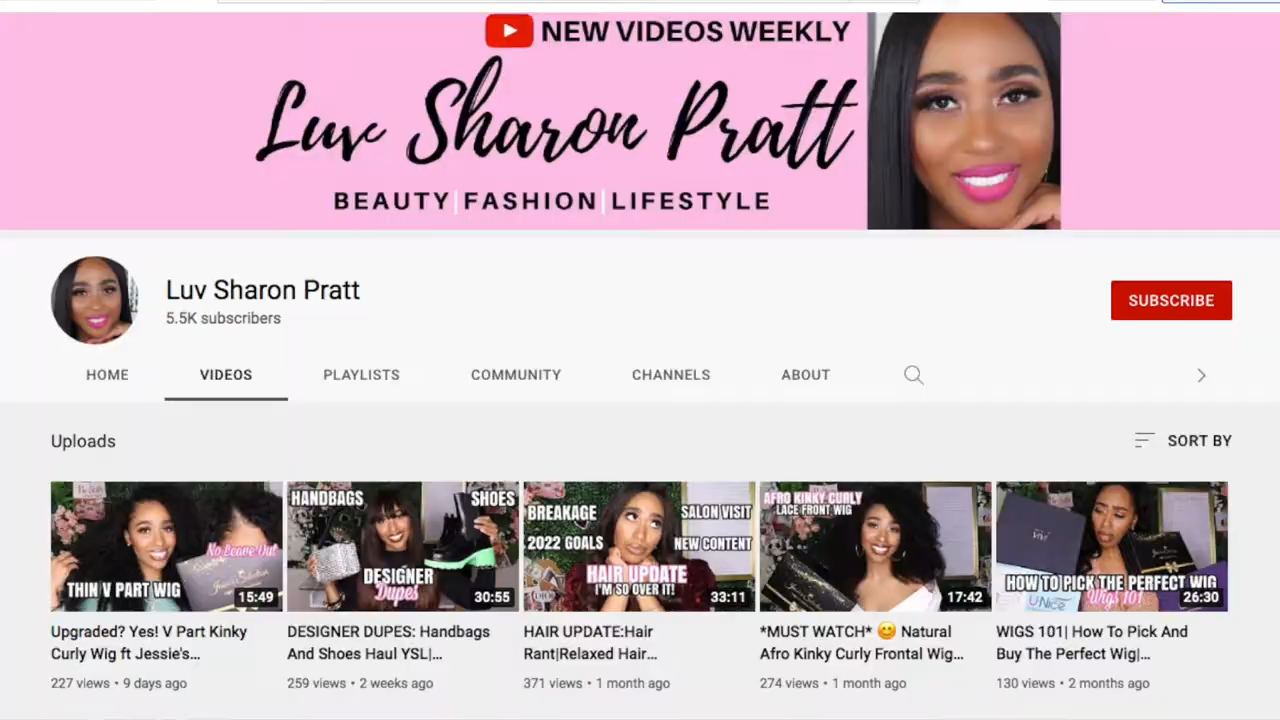 NEW VIDEOS WEEKLY
Luv Sharon Pratt
BEAUTY|FASHION|LIFESTYLE
Luv Sharon Pratt
5.5K subscribers
SUBSCRIBE
HOME VIDEOS PLAYLISTS COMMUNITY CHANNELS ABOUT
Uploads
SORT BY
No Leave Out
THIN V PART WIG
15:49
Upgraded? Yes! V Part Kinky
Curly Wig ft Jessie's...
227 views • 9 days ago
HANDBAGS SHOES
DESIGNER
Dupes
30:55
DESIGNER DUPES: Handbags
And Shoes Haul YSL|...
259 views • 2 weeks ago
BREAKAGE SALON VISIT
2022 GOALS NEW CONTENT
HAIR UPDATE
I'M SO OVER IT!
33:11
HAIR UPDATE:Hair
Rant|Relaxed Hair...
371 views • 1 month ago
AFRO KINKY CURLY
LACE FRONT WIG
17:42
*MUST WATCH* 😊 Natural
Afro Kinky Curly Frontal Wig...
274 views • 1 month ago
HOW TO PICK THE PERFECT WIG
Wigs 101
UNice
26:30
WIGS 101| How To Pick And
Buy The Perfect Wig|...
130 views • 2 months ago